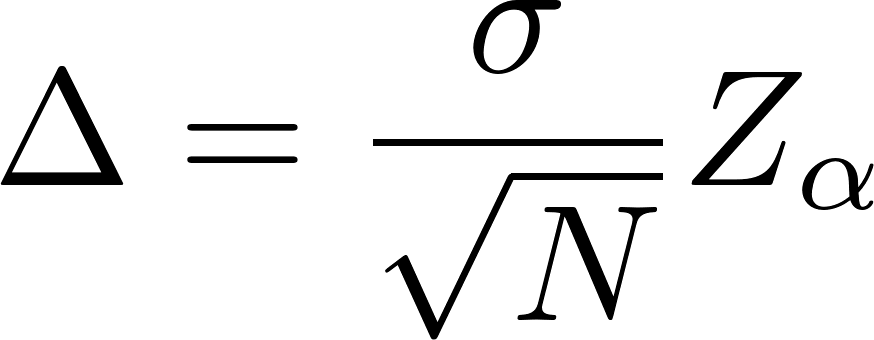 Δ = σ/√N Z_α